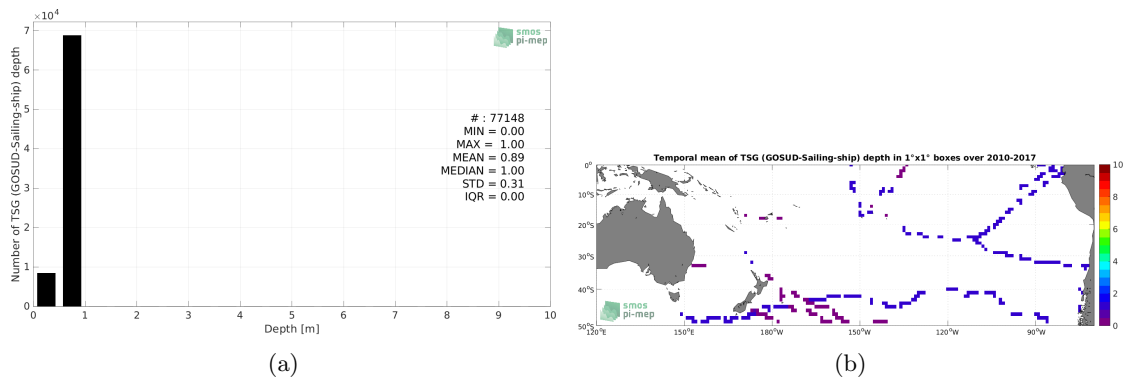 ×10⁴
7
6
5
4
3
2
1
0
0 1 2 3 4 5 6 7 8 9 10
Number of TSG (GOSUD-Sailing-ship) depth
Depth [m]
smos
pi-mep
# : 77148
MIN = 0.00
MAX = 1.00
MEAN = 0.89
MEDIAN = 1.00
STD = 0.31
IQR = 0.00
(a)
Temporal mean of TSG (GOSUD-Sailing-ship) depth in 1°x1° boxes over 2010-2017
0°
10°S
20°S
30°S
40°S
50°S
120°E 150°E 180°W 150°W 120°W 90°W
smos
pi-mep
10
8
6
4
2
0
(b)